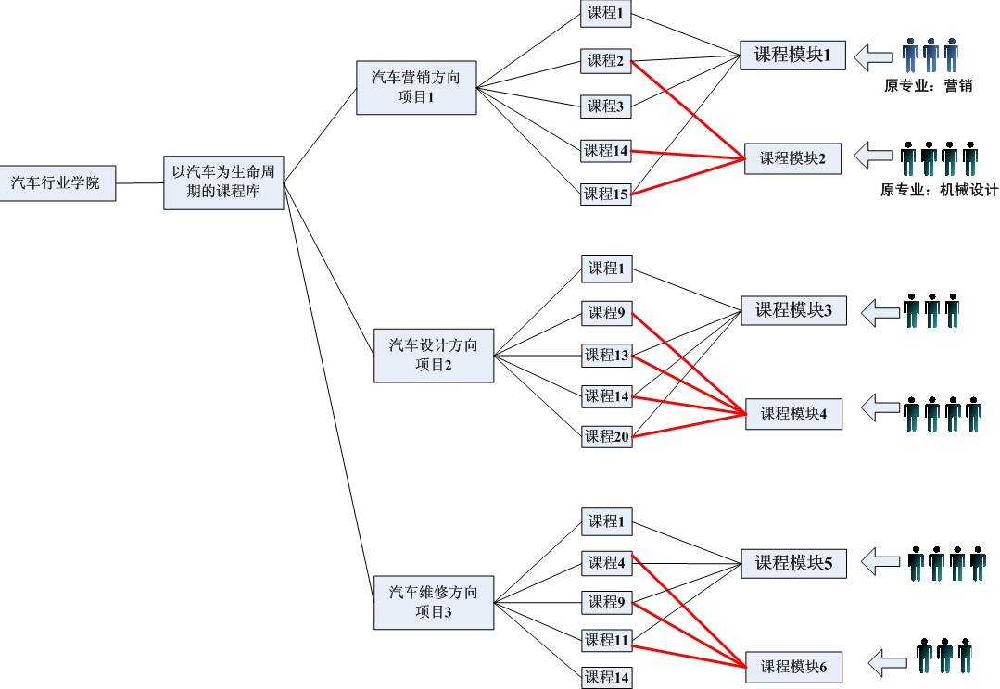 汽车行业学院
以汽车为生命周
期的课程库
汽车营销方向
项目1
课程1
课程2
课程3
课程14
课程15
课程模块1
原专业：营销
课程模块2
原专业：机械设计
汽车设计方向
项目2
课程1
课程9
课程13
课程14
课程20
课程模块3
课程模块4
汽车维修方向
项目3
课程1
课程4
课程9
课程11
课程14
课程模块5
课程模块6